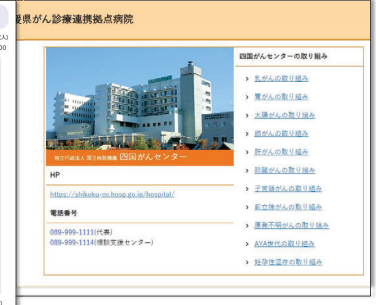 愛県がん診療連携拠点病院
四国がんセンターの取り組み
乳がんの取り組み
胃がんの取り組み
大腸がんの取り組み
肺がんの取り組み
肝がんの取り組み
膵臓がんの取り組み
子宮頸がんの取り組み
前立腺がんの取り組み
原発不明がんの取り組み
AYA世代の取り組み
妊孕性温存の取り組み
独立行政法人 国立病院機構 四国がんセンター
HP
https://shikoku-cc.hosp.go.jp/hospital/
電話番号
089-999-1111(代表)
089-999-1114(相談支援センター)